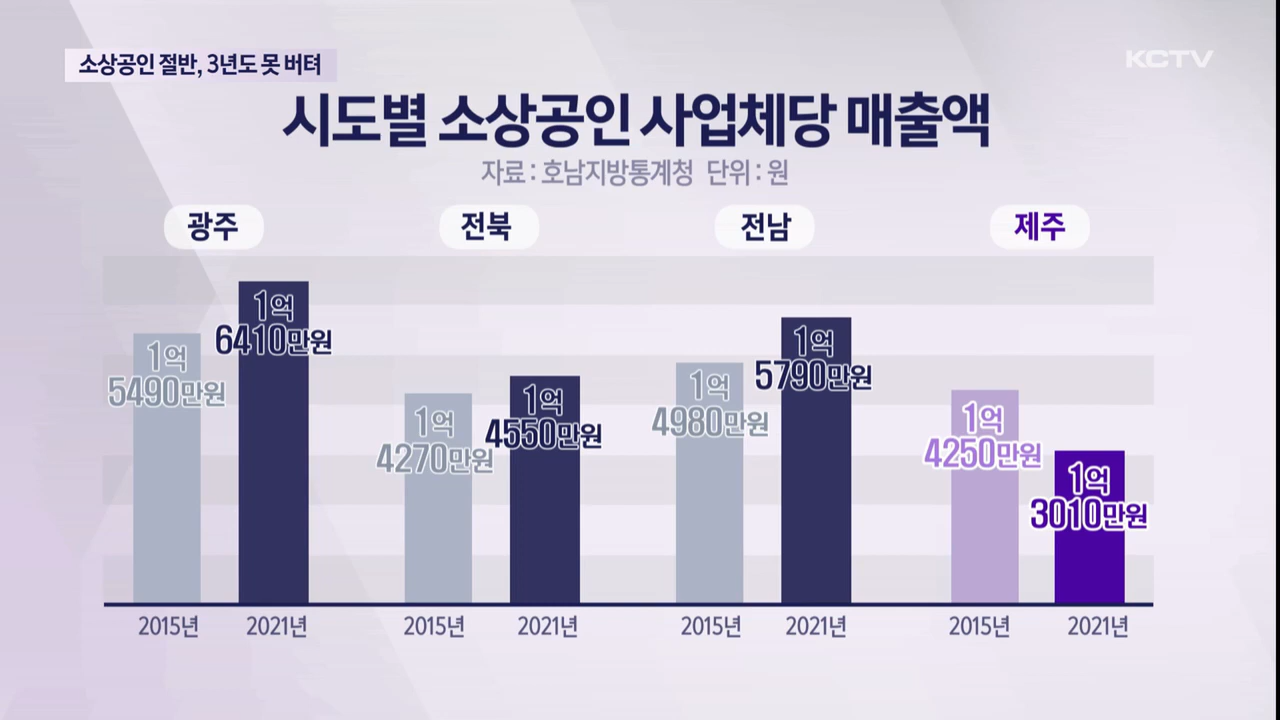 소상공인 절반, 3년도 못 버텨
KCTV
시도별 소상공인 사업체당 매출액
자료 : 호남지방통계청 단위 : 원
광주
전북
전남
제주
1억
5490만원
1억
6410만원
1억
4270만원
1억
4550만원
1억
4980만원
1억
5790만원
1억
4250만원
1억
3010만원
2015년
2021년
2015년
2021년
2015년
2021년
2015년
2021년